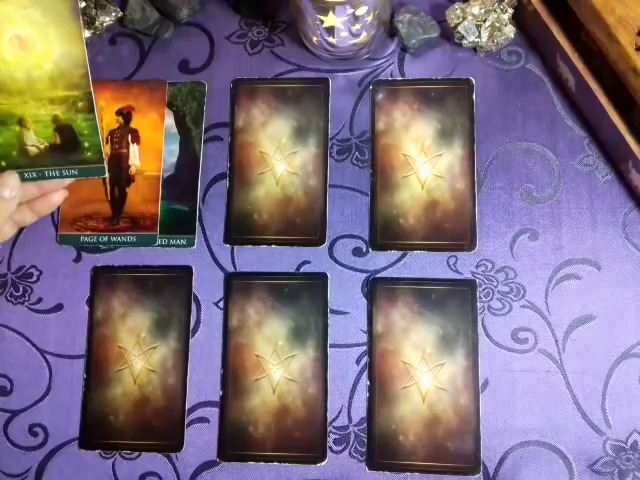 XIX - THE SUN
PAGE OF WANDS
ED MAN